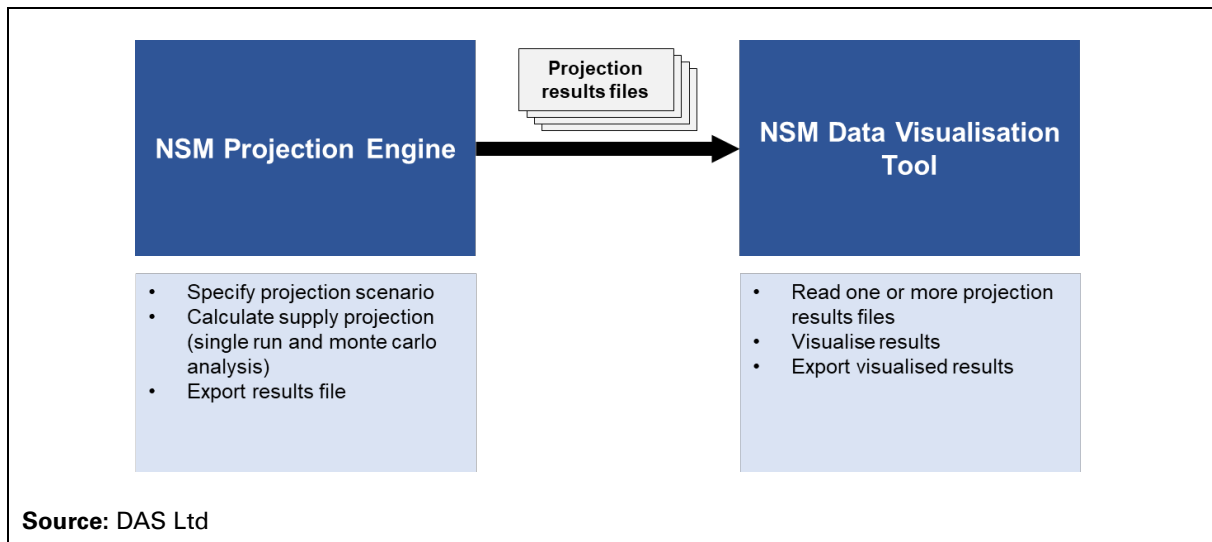 Projection
results files
NSM Projection Engine
NSM Data Visualisation
Tool
• Specify projection scenario
• Calculate supply projection
(single run and monte carlo
analysis)
• Export results file
• Read one or more projection
results files
• Visualise results
• Export visualised results
Source: DAS Ltd